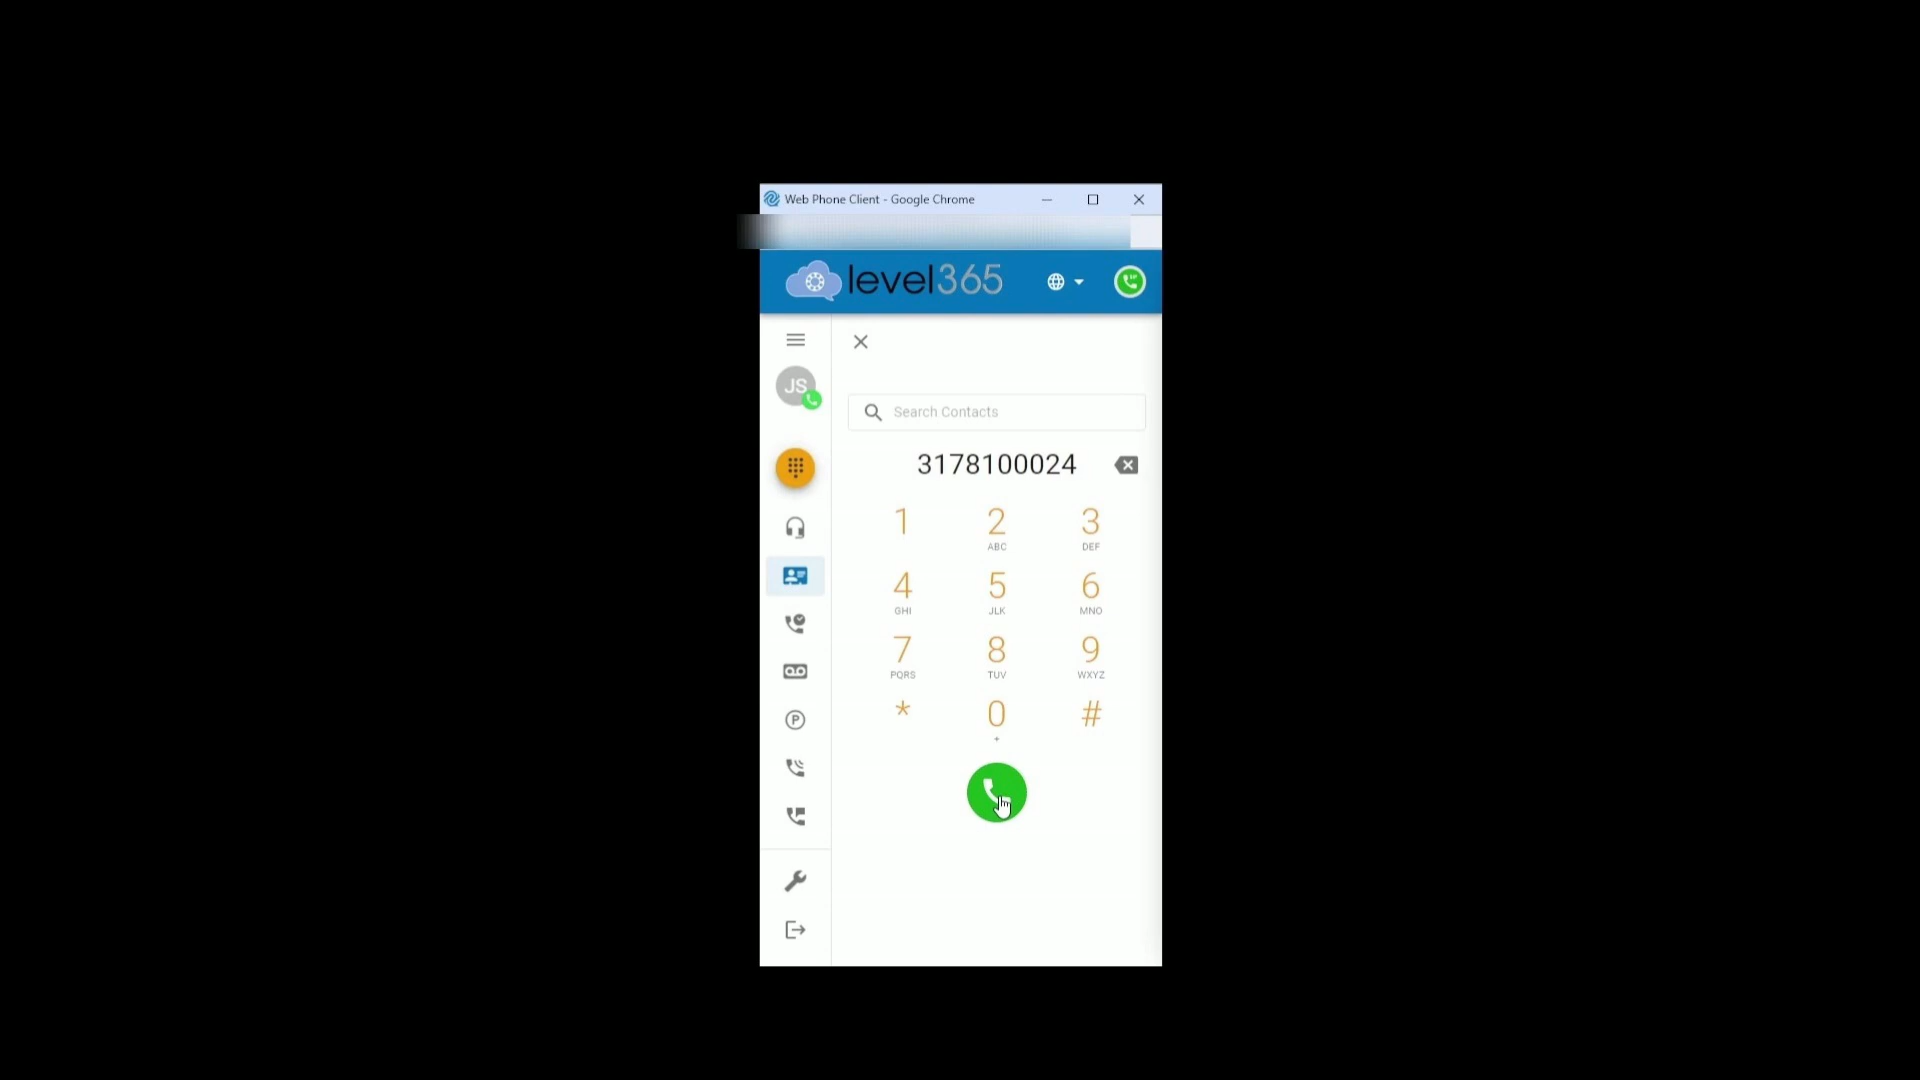 Web Phone Client - Google Chrome
level365
JS
Search Contacts
3178100024
1 2 3
ABC DEF
4 5 6
GHI JLK MNO
7 8 9
PQRS TUV WXYZ
* 0 #
+
P